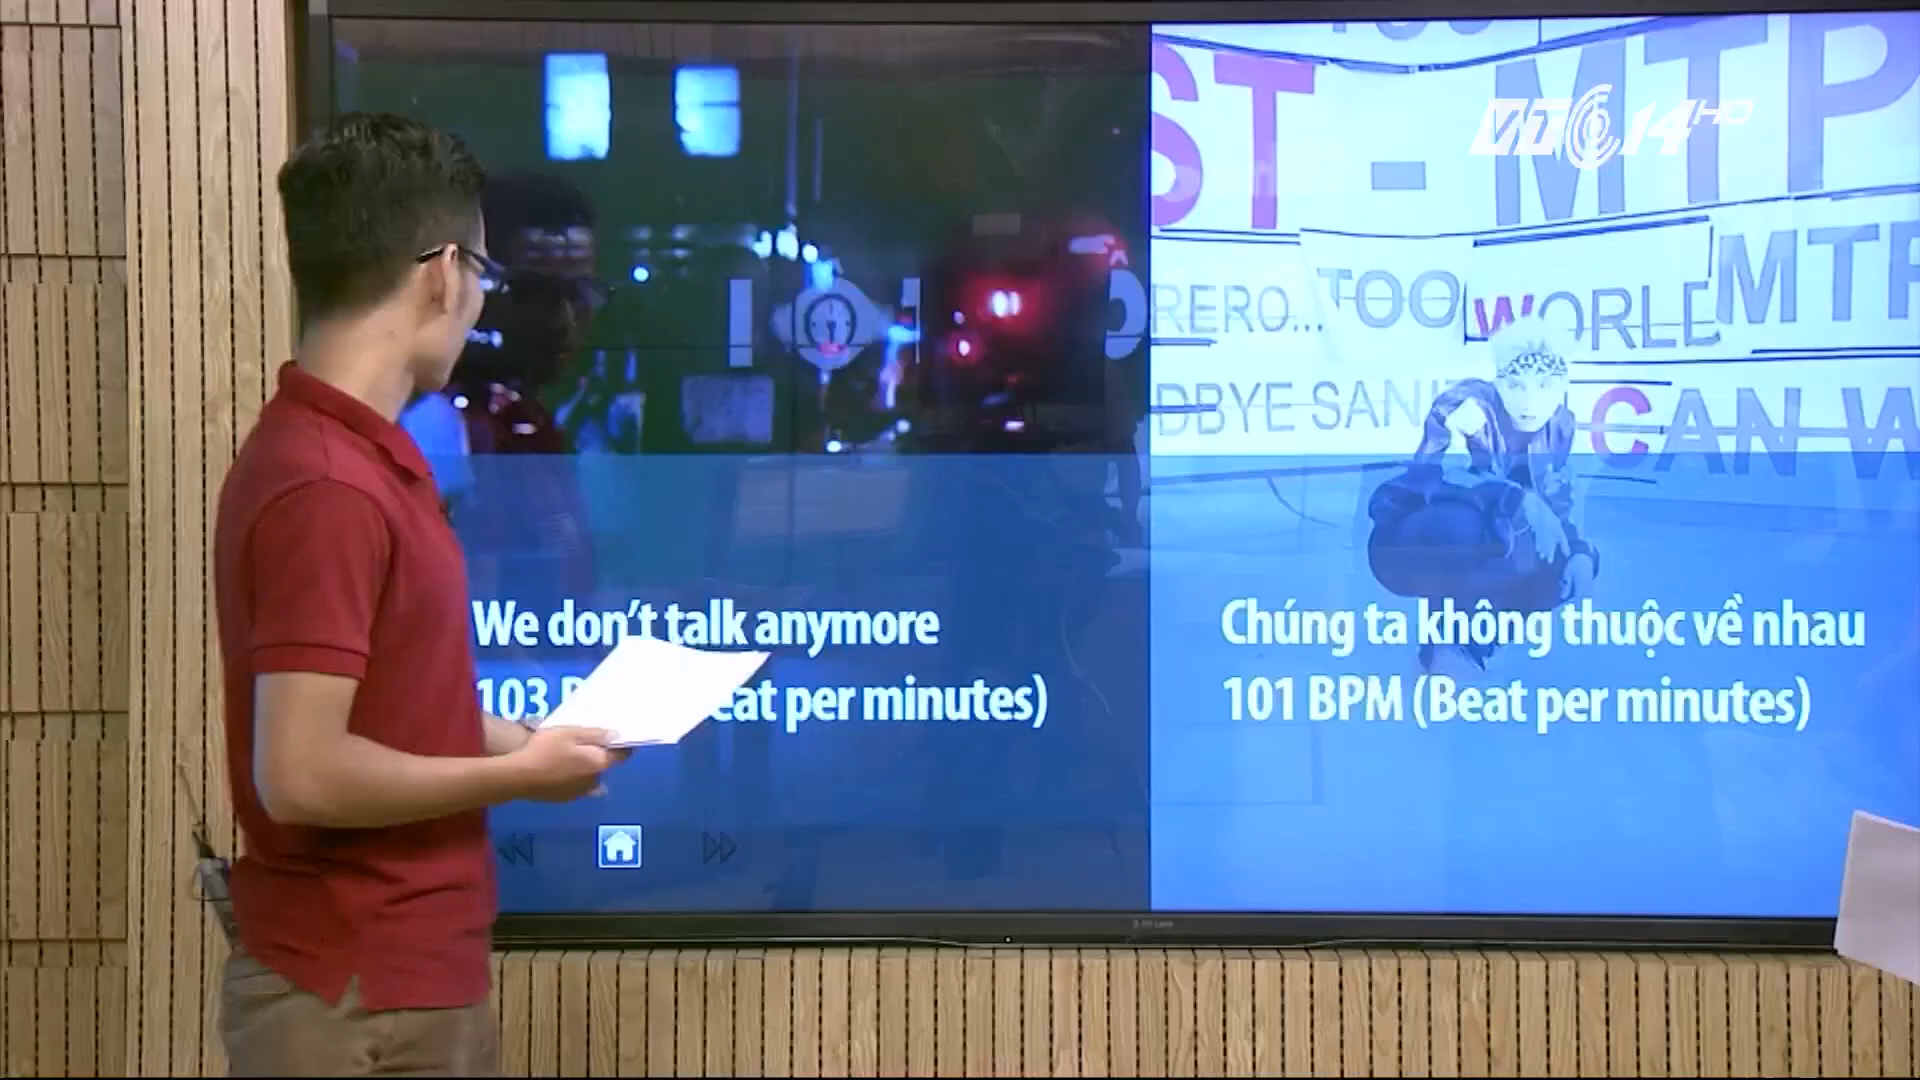 ST - MTP
VTC14 HD
RERO... TOO WORLD MTP
DBYE SAN
CAN W
We don't talk anymore
103 eat per minutes)
Chúng ta không thuộc về nhau
101 BPM (Beat per minutes)